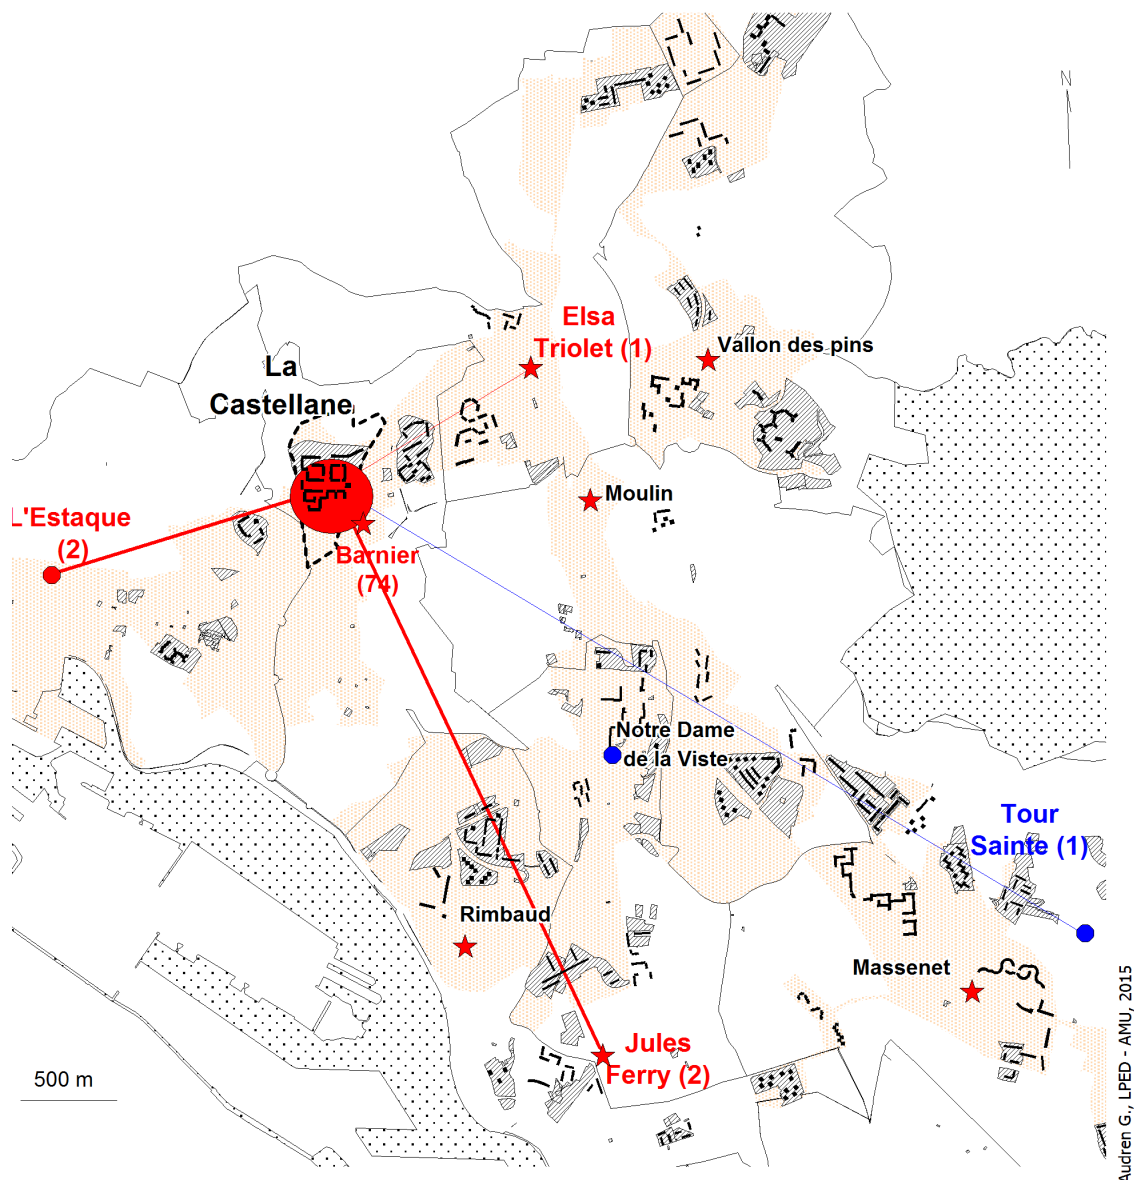 N
Elsa
Triolet (1)
Vallon des pins
La
Castellane
Moulin
L'Estaque
(2)
Barnier
(74)
Notre Dame
de la Viste
Tour
Sainte (1)
Rimbaud
Massenet
Jules
Ferry (2)
500 m
Audren G., LPED - AMU, 2015